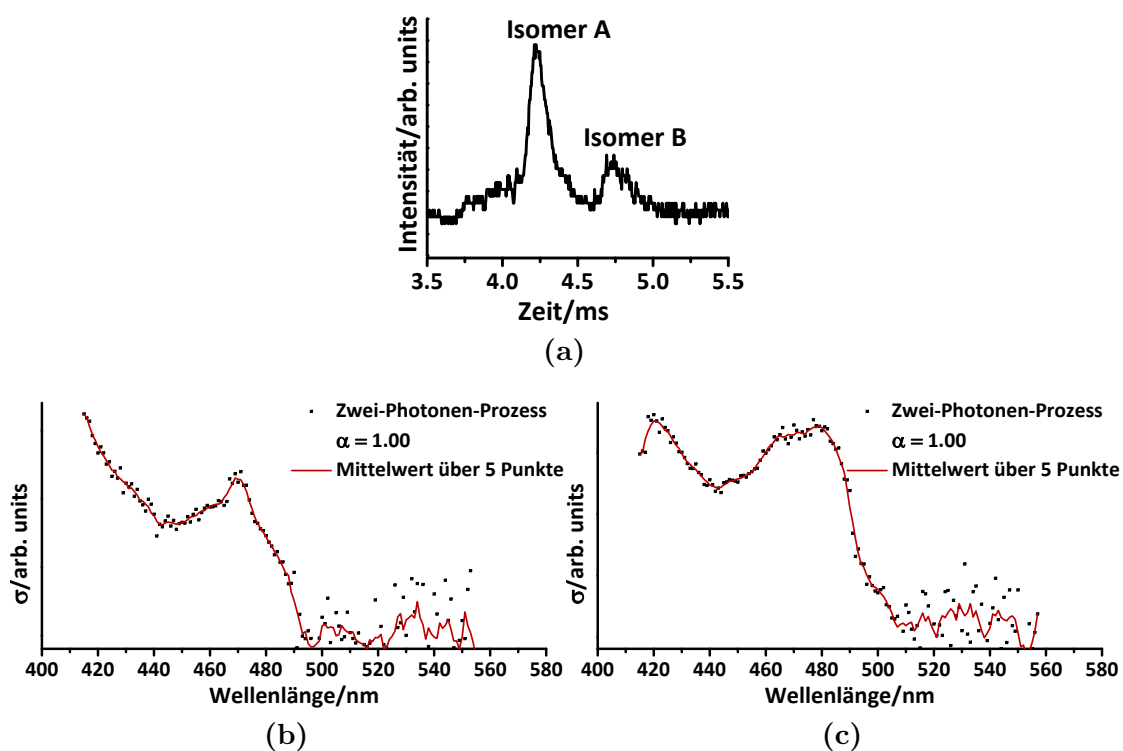 Isomer A
Isomer B
Intensität/arb. units
3.5 4.0 4.5 5.0 5.5
Zeit/ms
(a)
Zwei-Photonen-Prozess
α = 1.00
Mittelwert über 5 Punkte
σ/arb. units
400 420 440 460 480 500 520 540 560 580
Wellenlänge/nm
(b)
Zwei-Photonen-Prozess
α = 1.00
Mittelwert über 5 Punkte
σ/arb. units
400 420 440 460 480 500 520 540 560 580
Wellenlänge/nm
(c)